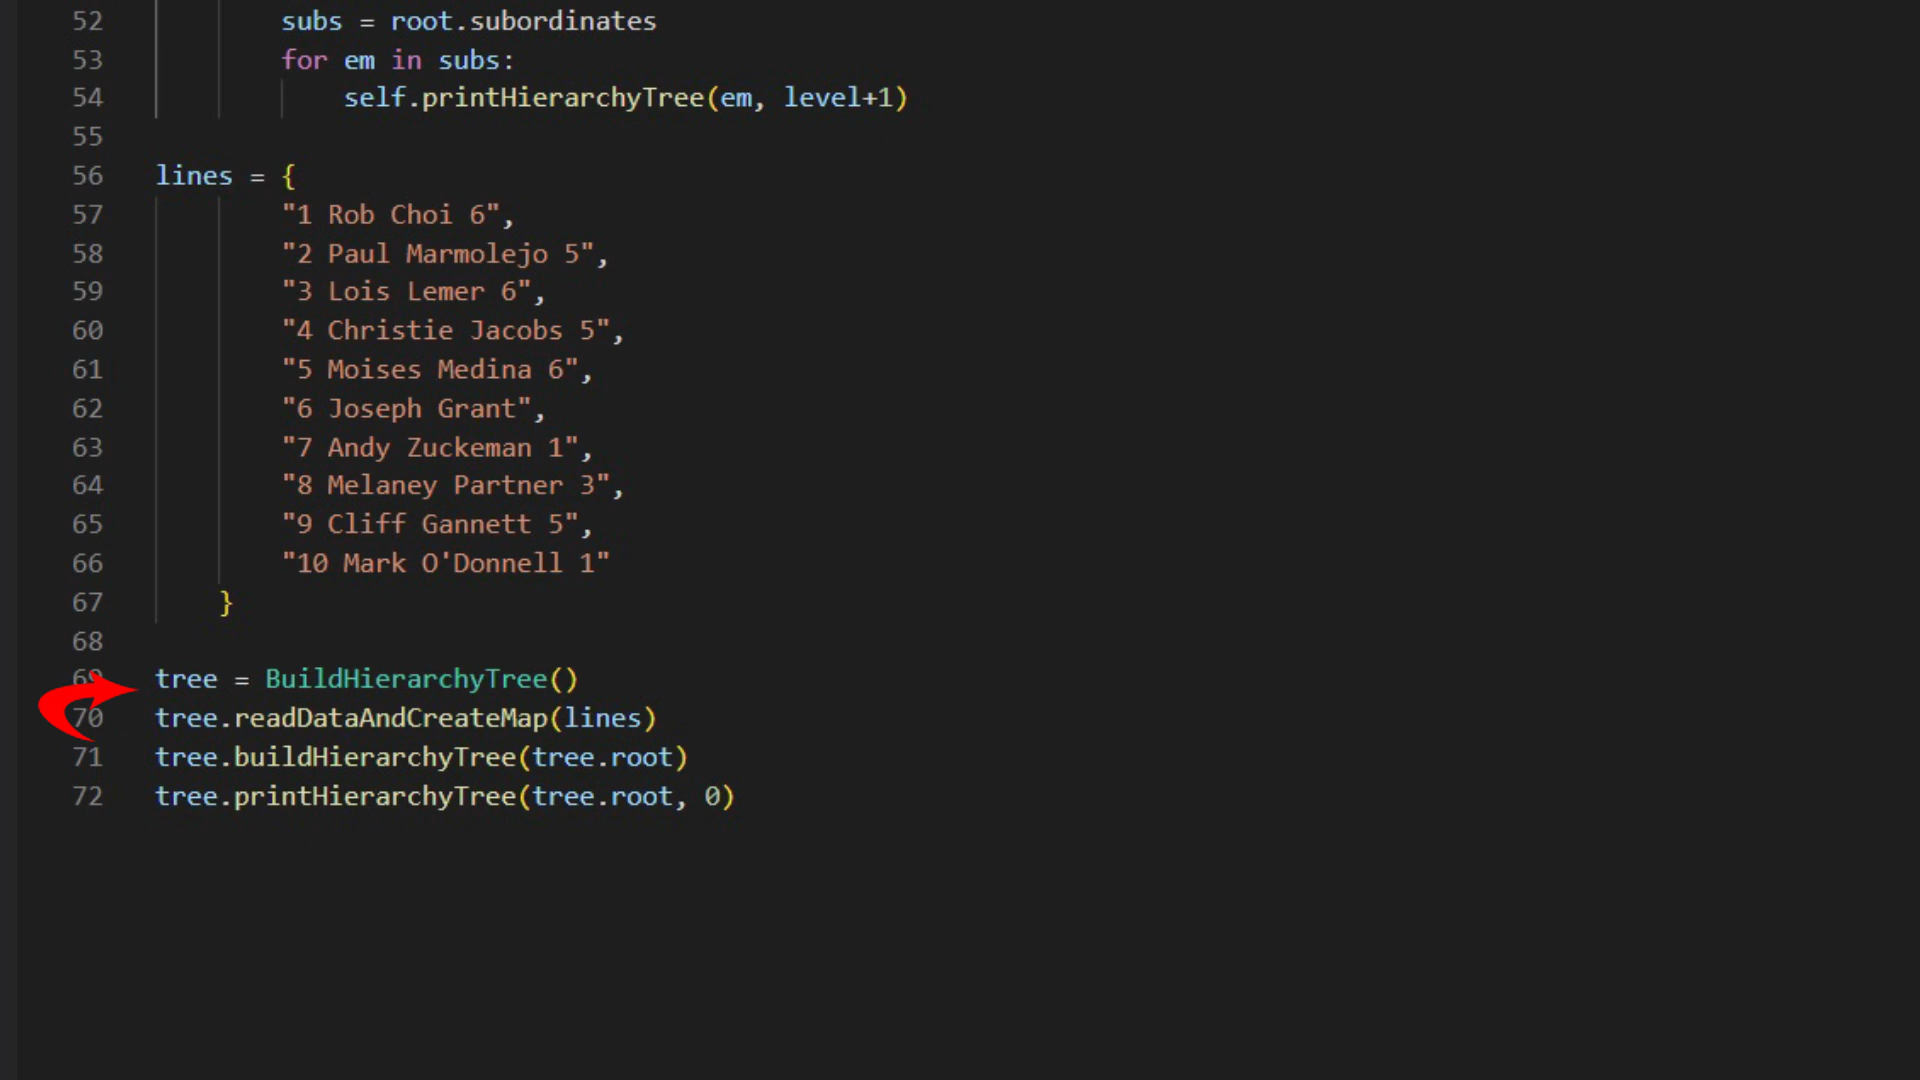 52 subs = root.subordinates
53 for em in subs:
54 self.printHierarchyTree(em, level+1)
55
56 lines = {
57 "1 Rob Choi 6",
58 "2 Paul Marmolejo 5",
59 "3 Lois Lemer 6",
60 "4 Christie Jacobs 5",
61 "5 Moises Medina 6",
62 "6 Joseph Grant",
63 "7 Andy Zuckeman 1",
64 "8 Melaney Partner 3",
65 "9 Cliff Gannett 5",
66 "10 Mark O'Donnell 1"
67 }
68
69 tree = BuildHierarchyTree()
70 tree.readDataAndCreateMap(lines)
71 tree.buildHierarchyTree(tree.root)
72 tree.printHierarchyTree(tree.root, 0)